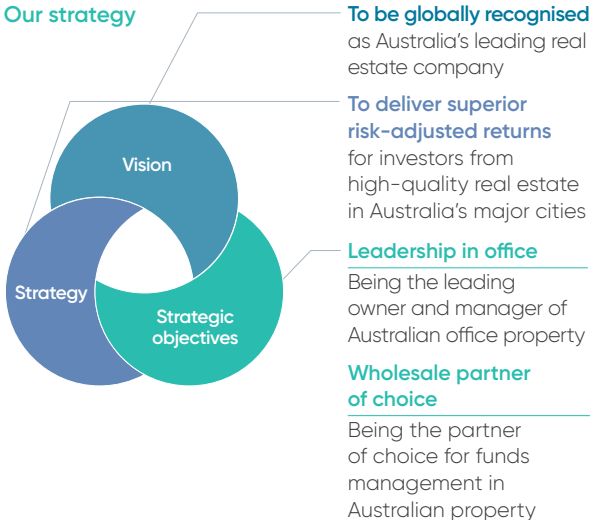 Our strategy
To be globally recognised
as Australia's leading real
estate company
To deliver superior
risk-adjusted returns
for investors from
high-quality real estate
in Australia's major cities
Vision
Strategy
Strategic
objectives
Leadership in office
Being the leading
owner and manager of
Australian office property
Wholesale partner
of choice
Being the partner
of choice for funds
management in
Australian property